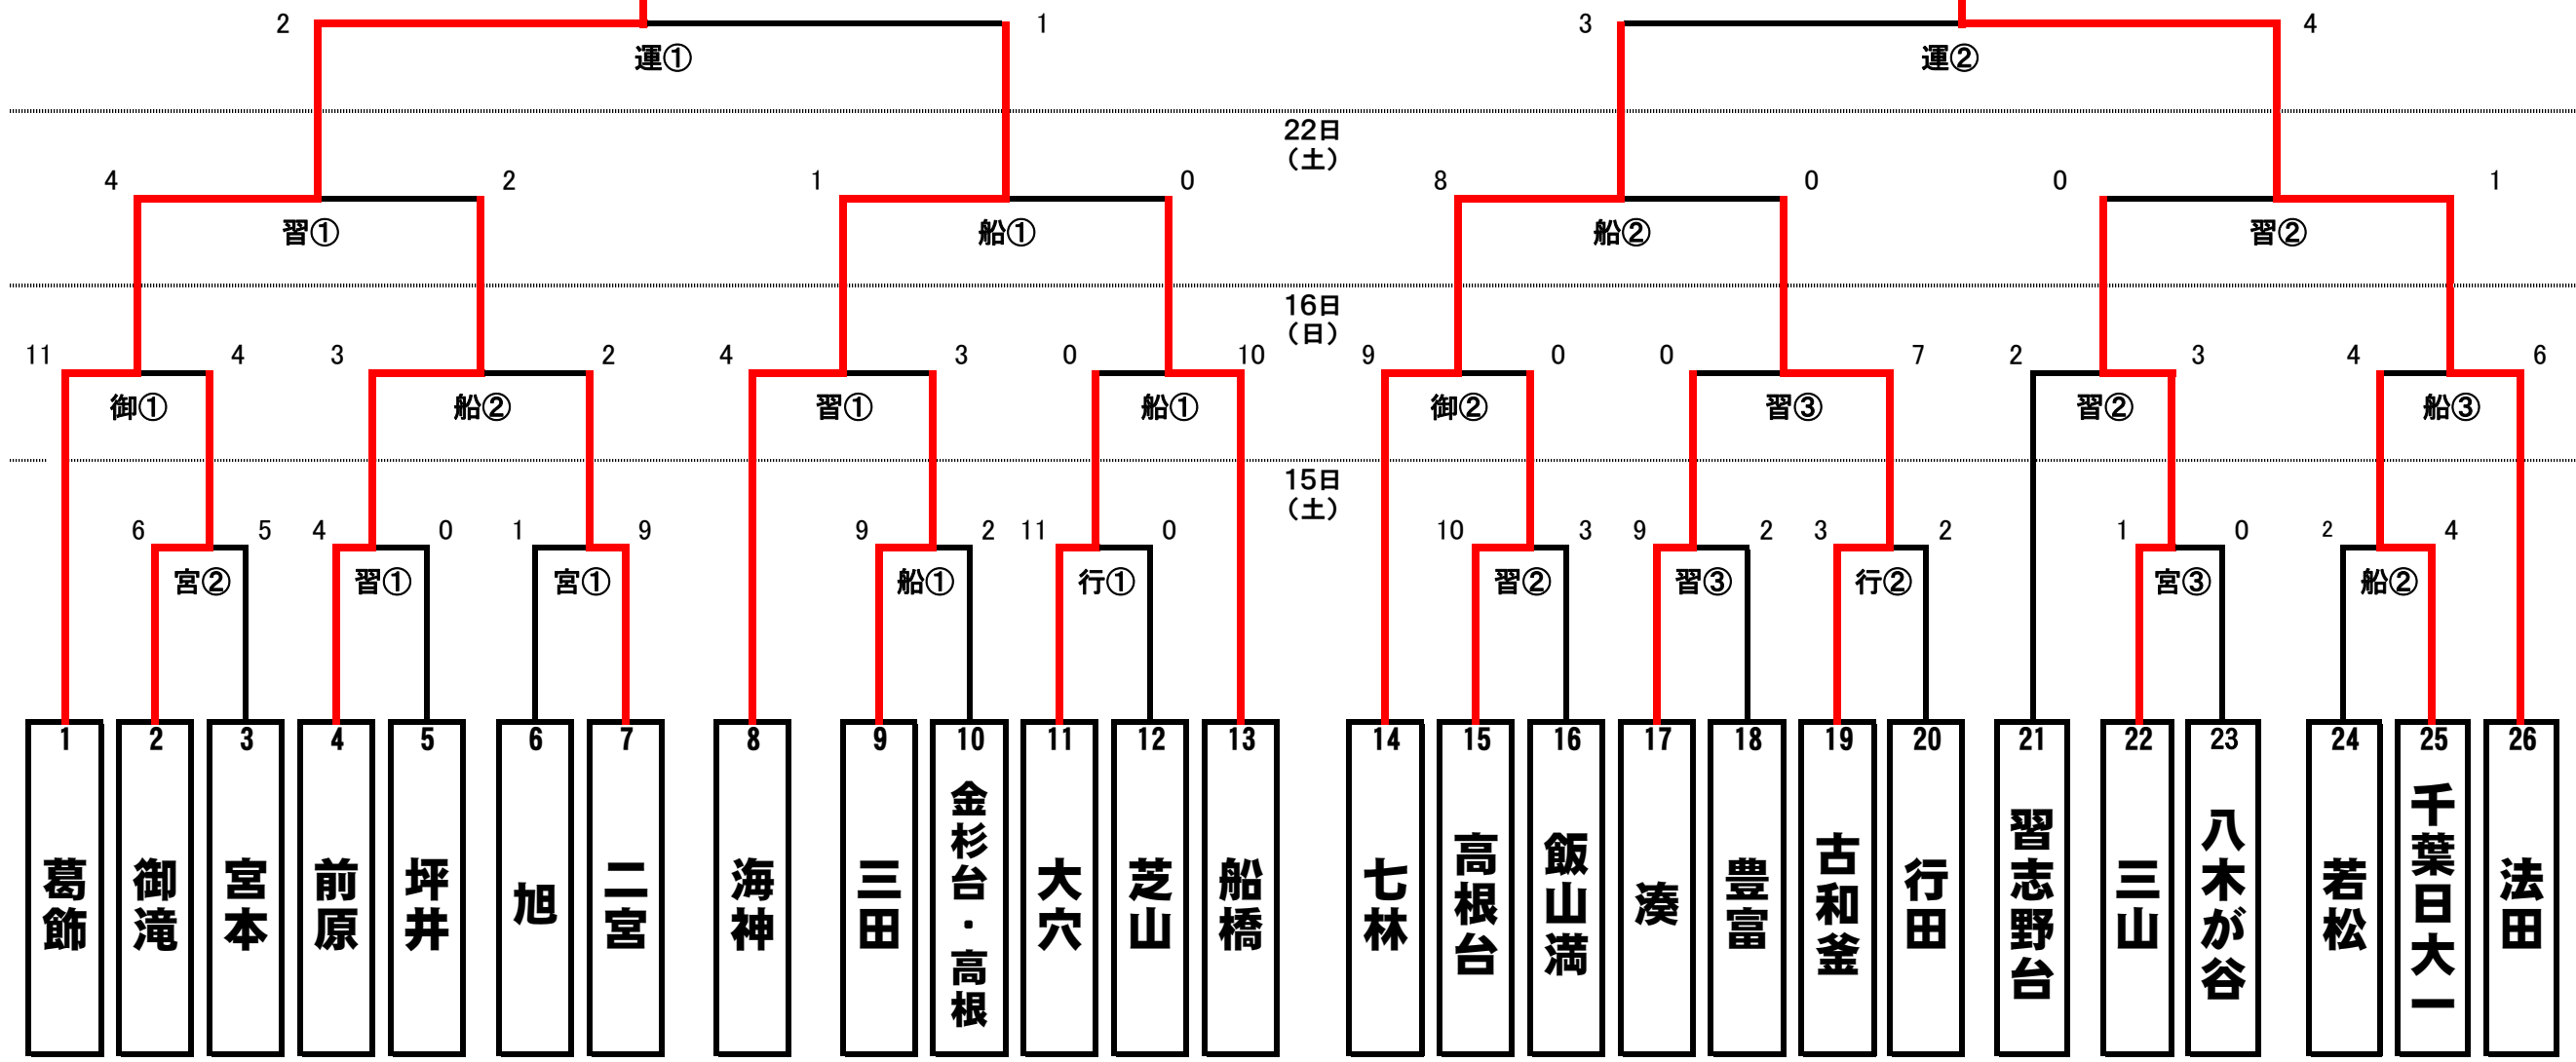 2 1 3 4
運① 運②
22日
（土）
4 2 1 0 8 0 0 1
習① 船① 船② 習②
16日
（日）
11 4 3 2 4 3 0 10 9 0 0 7 2 3 4 6
御① 船② 習① 船① 御② 習③ 習② 船③
15日
（土）
6 5 4 0 1 9 9 2 11 0 10 3 9 2 3 2 1 0 2 4
宮② 習① 宮① 船① 行① 習② 習③ 行② 宮③ 船②
1 2 3 4 5 6 7 8 9 10 11 12 13 14 15 16 17 18 19 20 21 22 23 24 25 26
葛飾
御滝
宮本
前原
坪井
旭
二宮
海神
三田
金杉台・高根
大穴
芝山
船橋
七林
高根台
飯山満
湊
豊富
古和釜
行田
習志野台
三山
八木が谷
若松
千葉日大一
法田